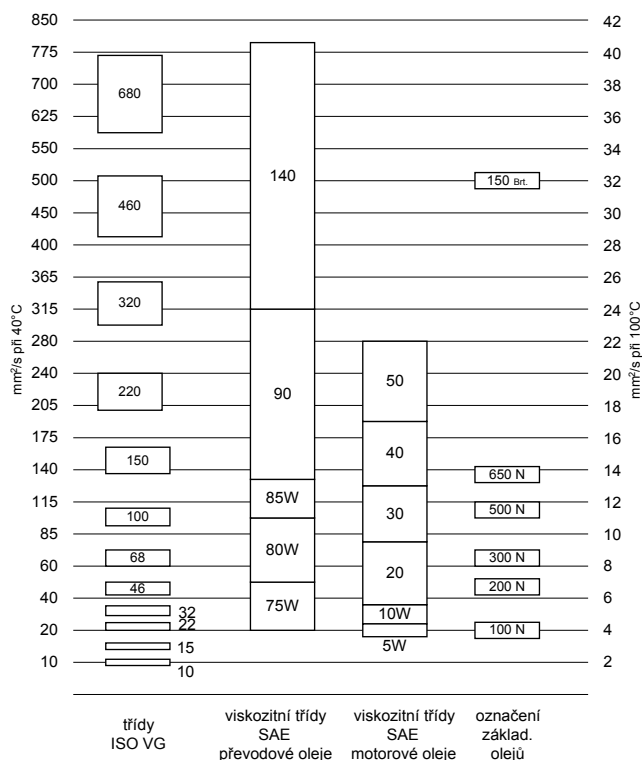 850
775
700
625
550
500
450
400
365
315
280
240
205
175
140
115
85
60
40
20
10
mm²/s při 40°C
680
460
320
220
150
100
68
46
32
22
15
10
140
90
85W
80W
75W
50
40
30
20
10W
5W
150 Brt.
650 N
500 N
300 N
200 N
100 N
42
40
38
36
34
32
30
28
26
24
22
20
18
16
14
12
10
8
6
4
2
mm²/s při 100°C
třídy
ISO VG
viskozitní třídy
SAE
převodové oleje
viskozitní třídy
SAE
motorové oleje
označení
základ.
olejů